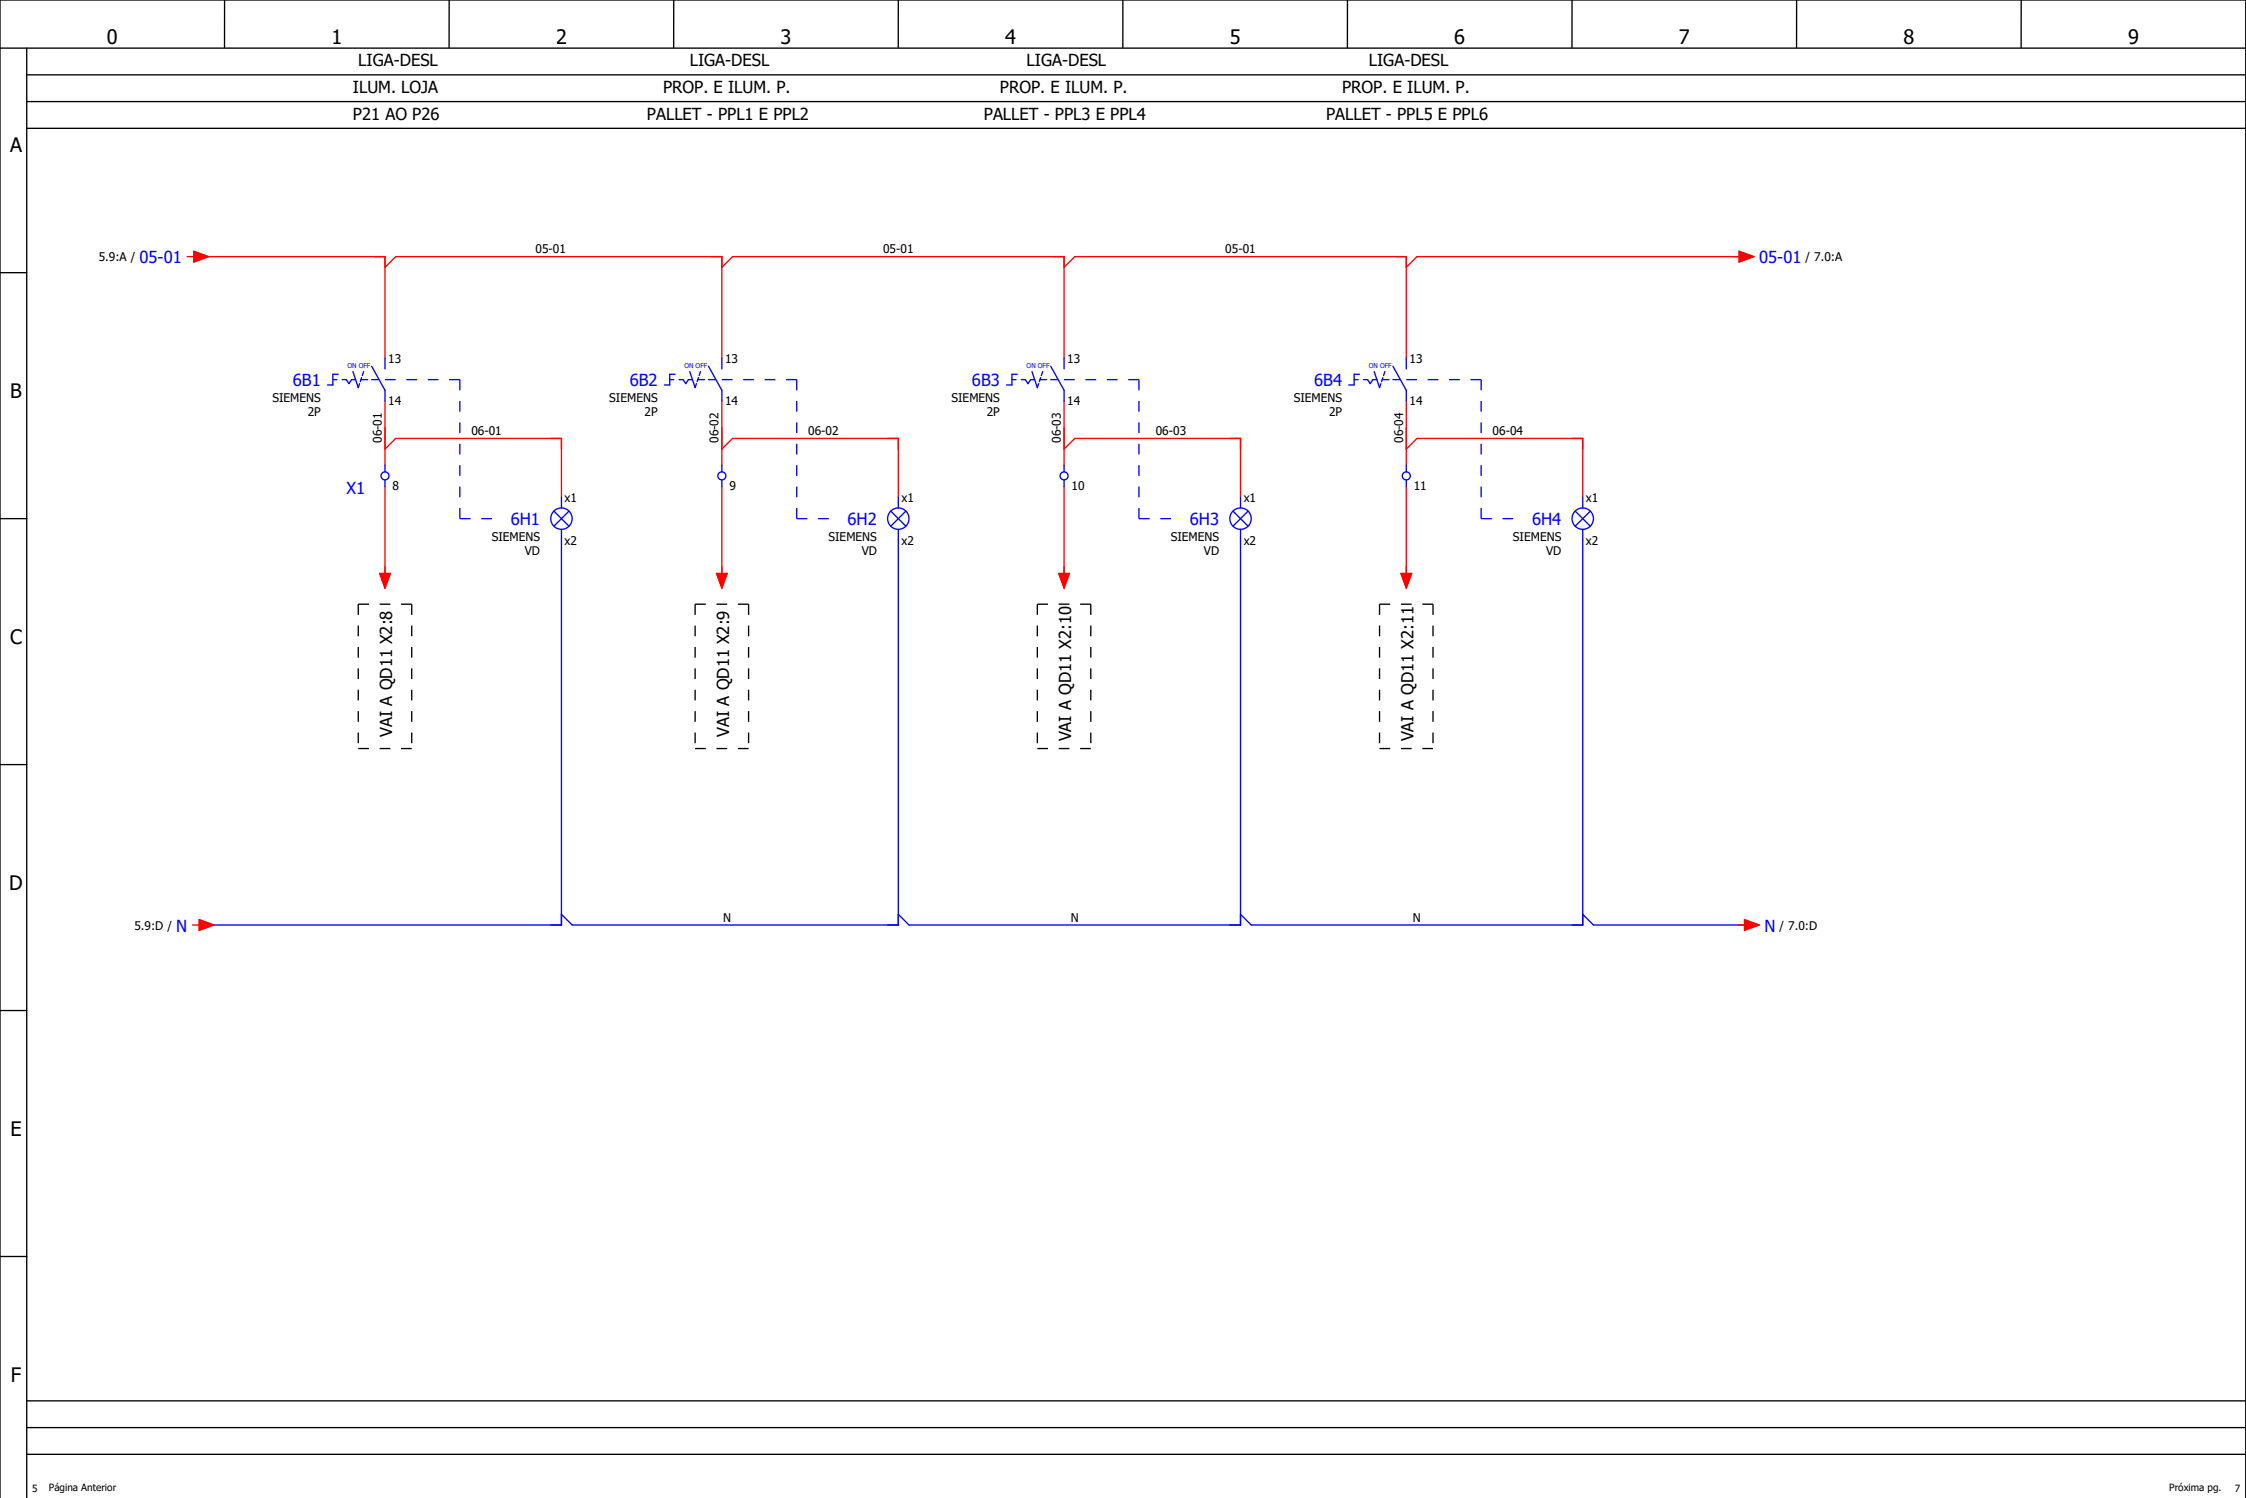 0 1 2 3 4 5 6 7 8 9
LIGA-DESL LIGA-DESL LIGA-DESL LIGA-DESL
ILUM. LOJA PROP. E ILUM. P. PROP. E ILUM. P. PROP. E ILUM. P.
P21 AO P26 PALLET - PPL1 E PPL2 PALLET - PPL3 E PPL4 PALLET - PPL5 E PPL6
A
05-01 05-01 05-01
5.9:A / 05-01 05-01 / 7.0:A
13 13 13 13
ON OFF ON OFF ON OFF ON OFF
6B1 6B2 6B3 6B4
B
SIEMENS SIEMENS SIEMENS SIEMENS
14 14 14 14
2P 2P 2P 2P
06-01 06-02 06-03 06-04
06-01 06-02 06-03 06-04
X1 8 9 10 11
x1 x1 x1 x1
6H1 6H2 6H3 6H4
SIEMENS SIEMENS SIEMENS SIEMENS
x2 x2 x2 x2
VD VD VD VD
C
VAI A QD11 X2:8
VAI A QD11 X2:9
VAI A QD11 X2:10
VAI A QD11 X2:11
D
N N N
5.9:D / N N / 7.0:D
E
F
5 Página Anterior Próxima pg. 7